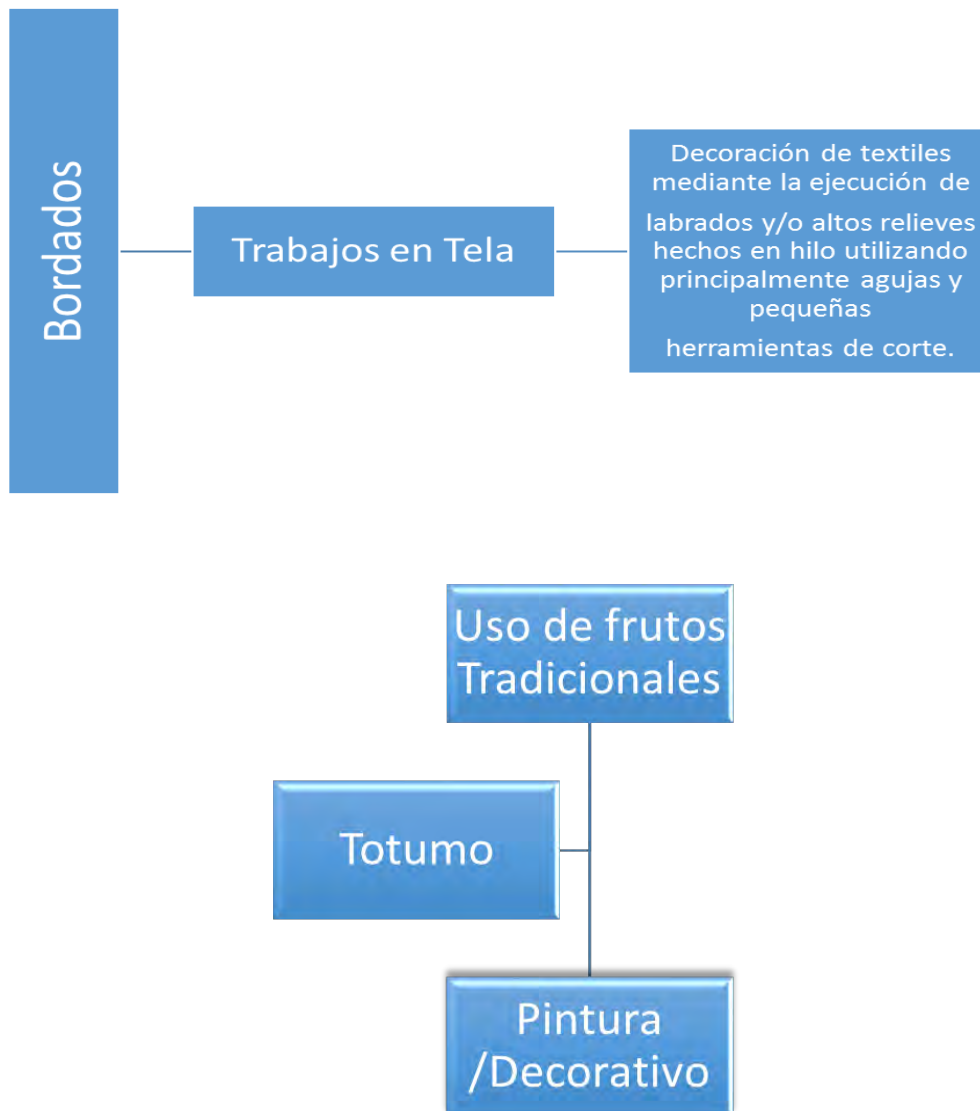 Bordados
Trabajos en Tela
Decoración de textiles
mediante la ejecución de
labrados y/o altos relieves
hechos en hilo utilizando
principalmente agujas y
pequeñas
herramientas de corte.
Uso de frutos
Tradicionales
Totumo
Pintura
/Decorativo